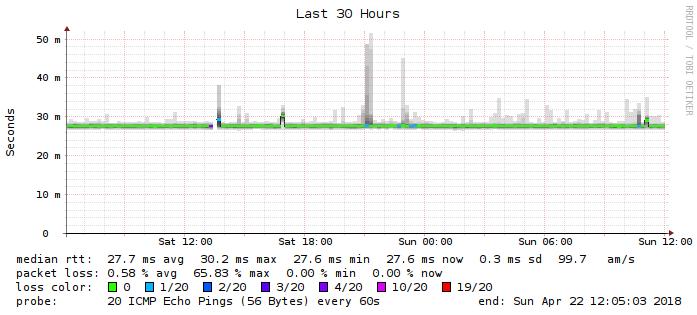 Last 30 Hours
RRDTOOL / TOBI OETIKER
Seconds
50 m
40 m
30 m
20 m
10 m
0
Sat 12:00 Sat 18:00 Sun 00:00 Sun 06:00 Sun 12:00
median rtt: 27.7 ms avg 30.2 ms max 27.6 ms min 27.6 ms now 0.3 ms sd 99.7 am/s
packet loss: 0.58 % avg 65.83 % max 0.00 % min 0.00 % now
loss color: 0 1/20 2/20 3/20 4/20 10/20 19/20
probe: 20 ICMP Echo Pings (56 Bytes) every 60s end: Sun Apr 22 12:05:03 2018